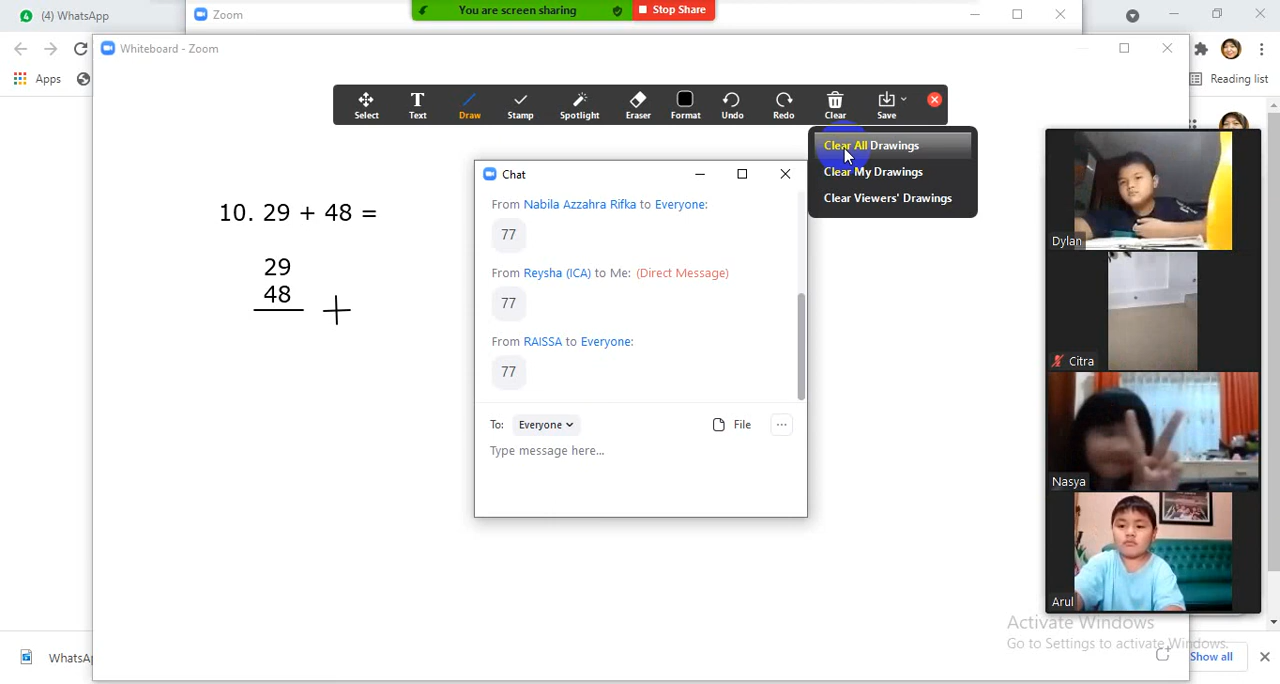 4
(4) WhatsApp
Zoom
You are screen sharing
Stop Share
Whiteboard - Zoom
Apps
Reading list
Select
Text
Draw
Stamp
Spotlight
Eraser
Format
Undo
Redo
Clear
Save
Clear All Drawings
Clear My Drawings
Clear Viewers' Drawings
10. 29 + 48 =
29
48
+
Chat
From Nabila Azzahra Rifka to Everyone:
77
From Reysha (ICA) to Me: (Direct Message)
77
From RAISSA to Everyone:
77
To: Everyone
File
Type message here...
Dylan
Citra
Nasya
Arul
Activate Windows
Go to Settings to activate Windows.
Show all